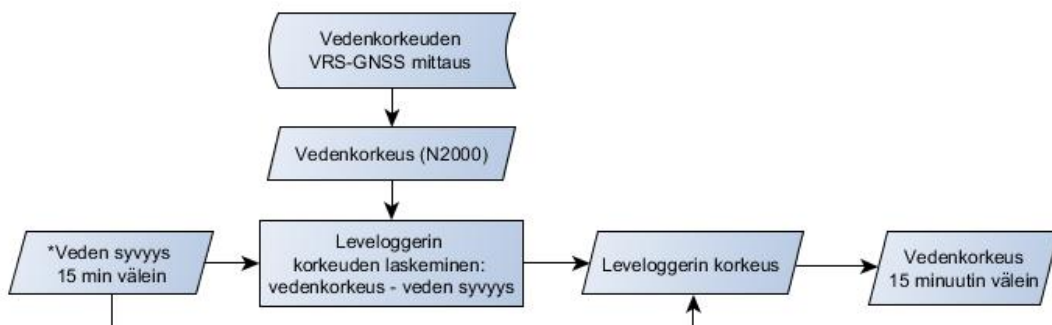 Vedenkorkeuden
VRS-GNSS mittaus
Vedenkorkeus (N2000)
*Veden syvyys
15 min välein
Leveloggerin
korkeuden laskeminen:
vedenkorkeus - veden syvyys
Leveloggerin korkeus
Vedenkorkeus
15 minuutin välein